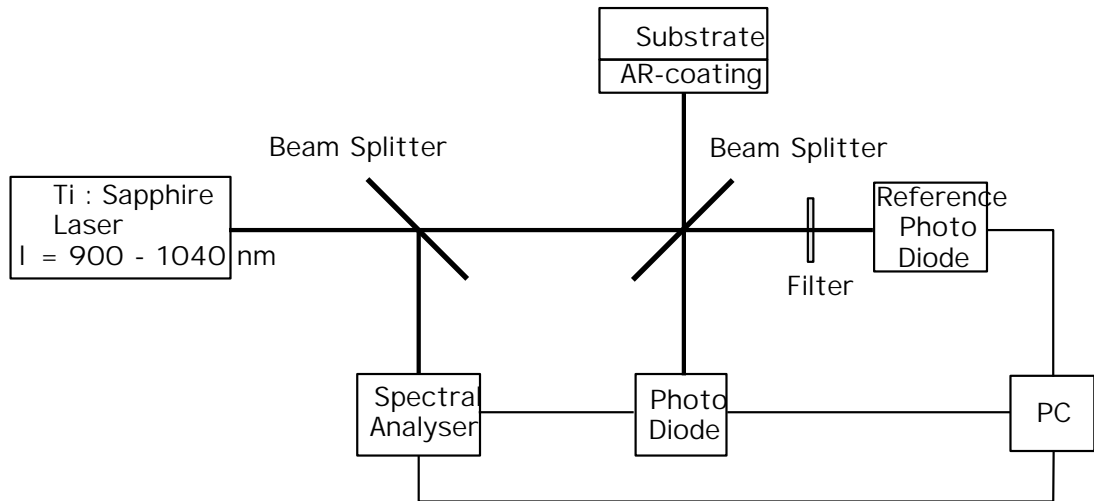 Substrate
AR-coating
Beam Splitter
Beam Splitter
Ti : Sapphire
Laser
l = 900 - 1040 nm
Reference
Photo
Diode
Filter
Spectral
Analyser
Photo
Diode
PC